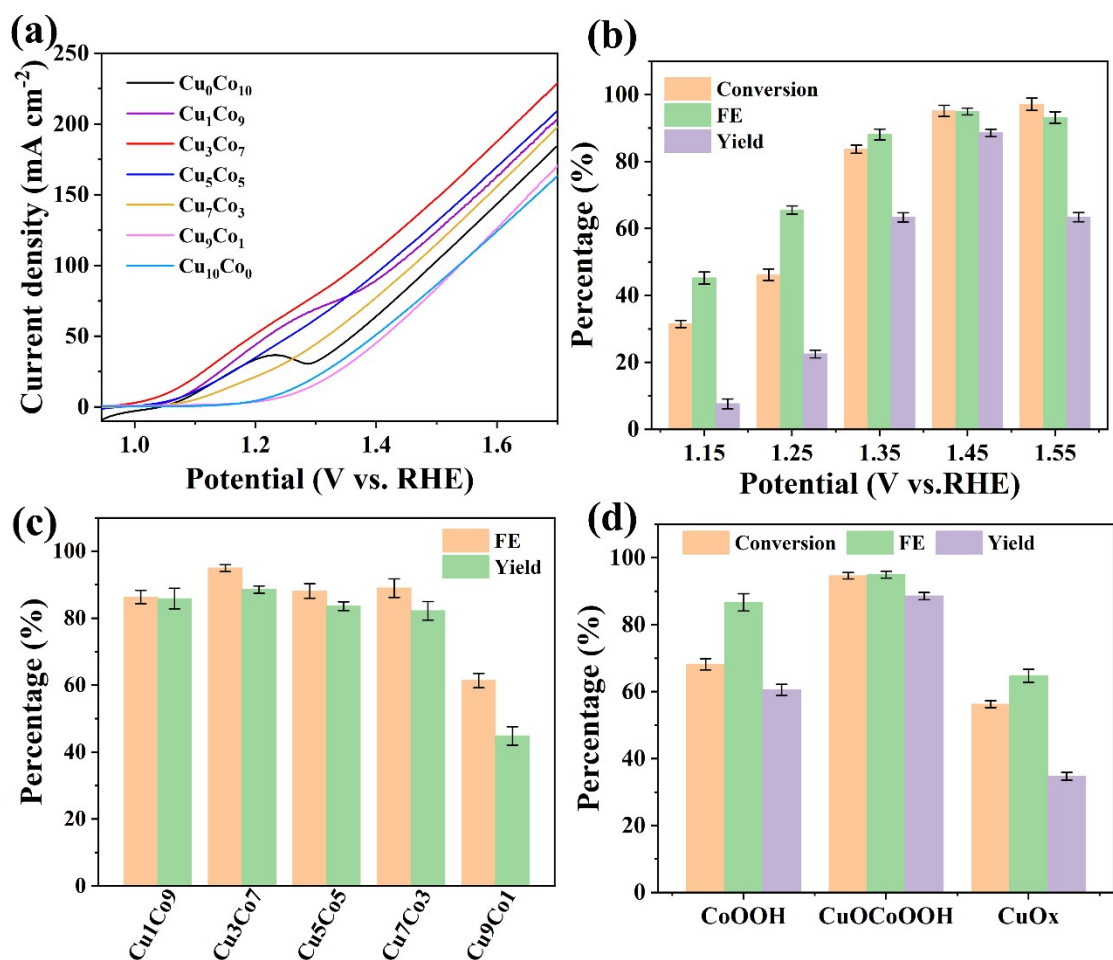 (a)
Current density (mA cm⁻²)
250
200
150
100
50
0
Cu₀Co₁₀
Cu₁Co₉
Cu₃Co₇
Cu₅Co₅
Cu₇Co₃
Cu₉Co₁
Cu₁₀Co₀
1.0 1.2 1.4 1.6
Potential (V vs. RHE)
(b)
Percentage (%)
100
80
60
40
20
0
Conversion
FE
Yield
1.15 1.25 1.35 1.45 1.55
Potential (V vs.RHE)
(c)
Percentage (%)
100
80
60
40
20
0
FE
Yield
Cu1Co9
Cu3Co7
Cu5Co5
Cu7Co3
Cu9Co1
(d)
Percentage (%)
100
80
60
40
20
0
Conversion FE Yield
CoOOH CuOCoOOH CuOx